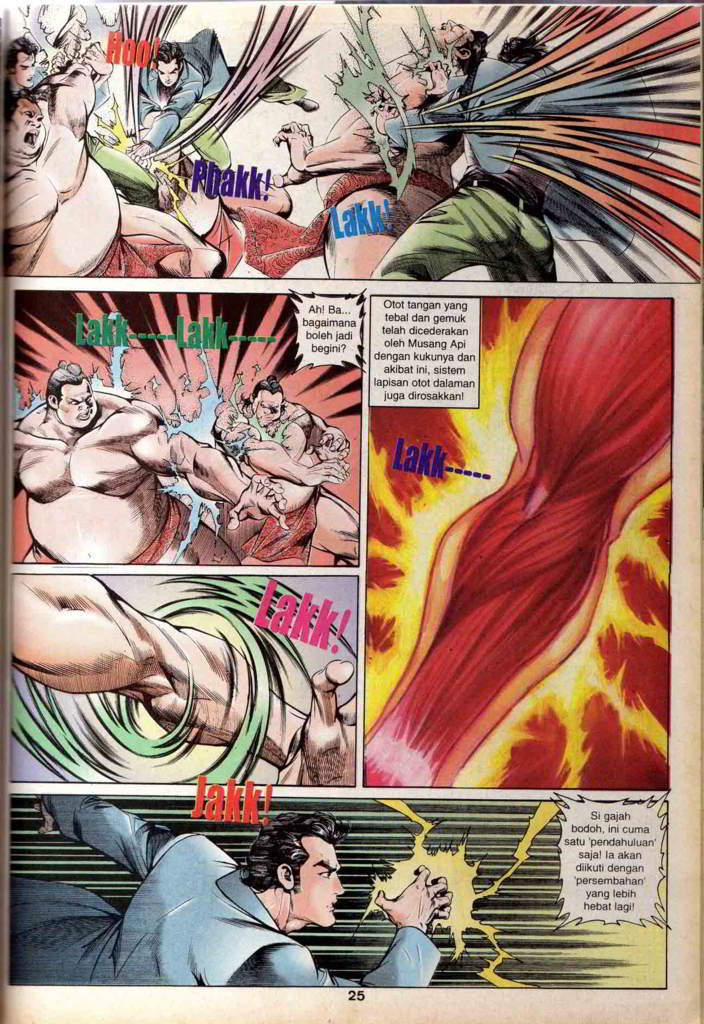 Hoo!
Phakk!
Lakk!
Lakk-----Lakk-----
Ah! Ba...
bagaimana
boleh jadi
begini?
Otot tangan yang
tebal dan gemuk
telah dicederakan
oleh Musang Api
dengan kukunya dan
akibat ini, sistem
lapisan otot dalaman
juga dirosakkan!
Lakk-----
Lakk!
Jakk!
Si gajah
bodoh, ini cuma
satu 'pendahuluan'
saja! Ia akan
diikuti dengan
'persembahan'
yang lebih
hebat lagi!
25